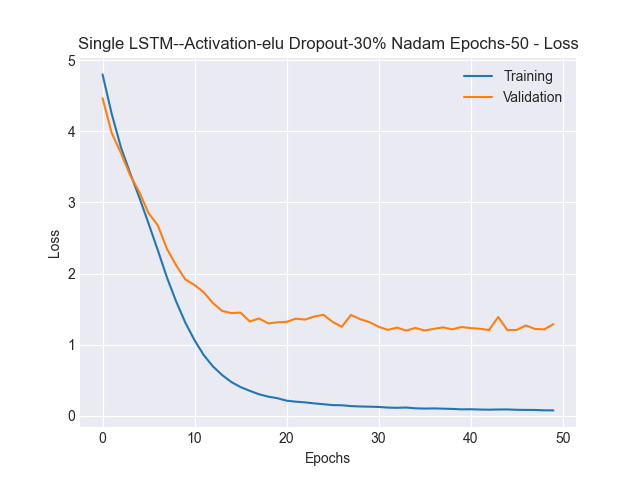 Single LSTM--Activation-elu Dropout-30% Nadam Epochs-50 - Loss
Training
Validation
Loss
5
4
3
2
1
0
0 10 20 30 40 50
Epochs